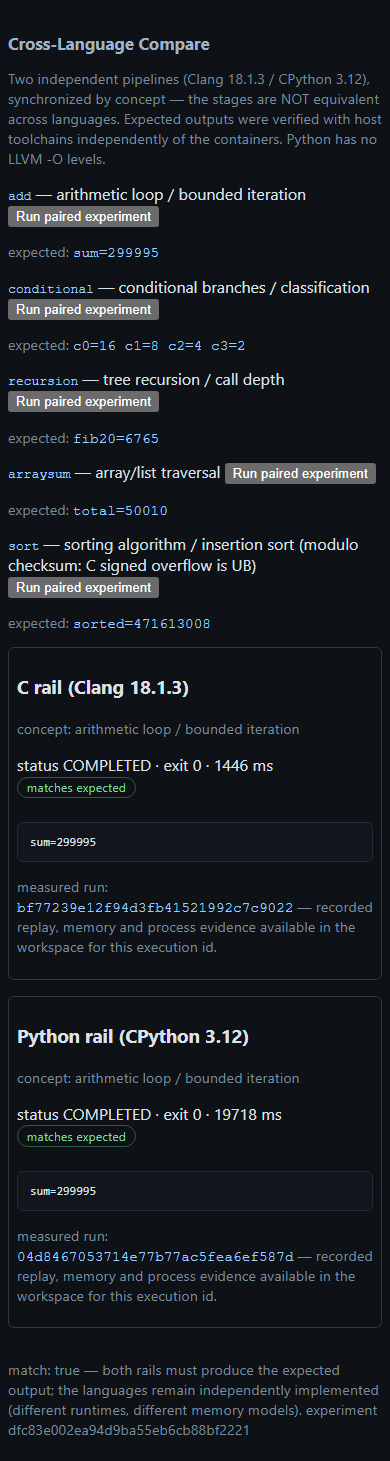 Cross-Language Compare
Two independent pipelines (Clang 18.1.3 / CPython 3.12),
synchronized by concept — the stages are NOT equivalent
across languages. Expected outputs were verified with host
toolchains independently of the containers. Python has no
LLVM -O levels.
add — arithmetic loop / bounded iteration
Run paired experiment
expected: sum=299995
conditional — conditional branches / classification
Run paired experiment
expected: c0=16 c1=8 c2=4 c3=2
recursion — tree recursion / call depth
Run paired experiment
expected: fib20=6765
arraysum — array/list traversal Run paired experiment
expected: total=50010
sort — sorting algorithm / insertion sort (modulo
checksum: C signed overflow is UB)
Run paired experiment
expected: sorted=471613008
C rail (Clang 18.1.3)
concept: arithmetic loop / bounded iteration
status COMPLETED · exit 0 · 1446 ms
matches expected
sum=299995
measured run:
bf77239e12f94d3fb41521992c7c9022 — recorded
replay, memory and process evidence available in the
workspace for this execution id.
Python rail (CPython 3.12)
concept: arithmetic loop / bounded iteration
status COMPLETED · exit 0 · 19718 ms
matches expected
sum=299995
measured run:
04d8467053714e77b77ac5fea6ef587d — recorded
replay, memory and process evidence available in the
workspace for this execution id.
match: true — both rails must produce the expected
output; the languages remain independently implemented
(different runtimes, different memory models). experiment
dfc83e002ea94d9ba55eb6cb88bf2221